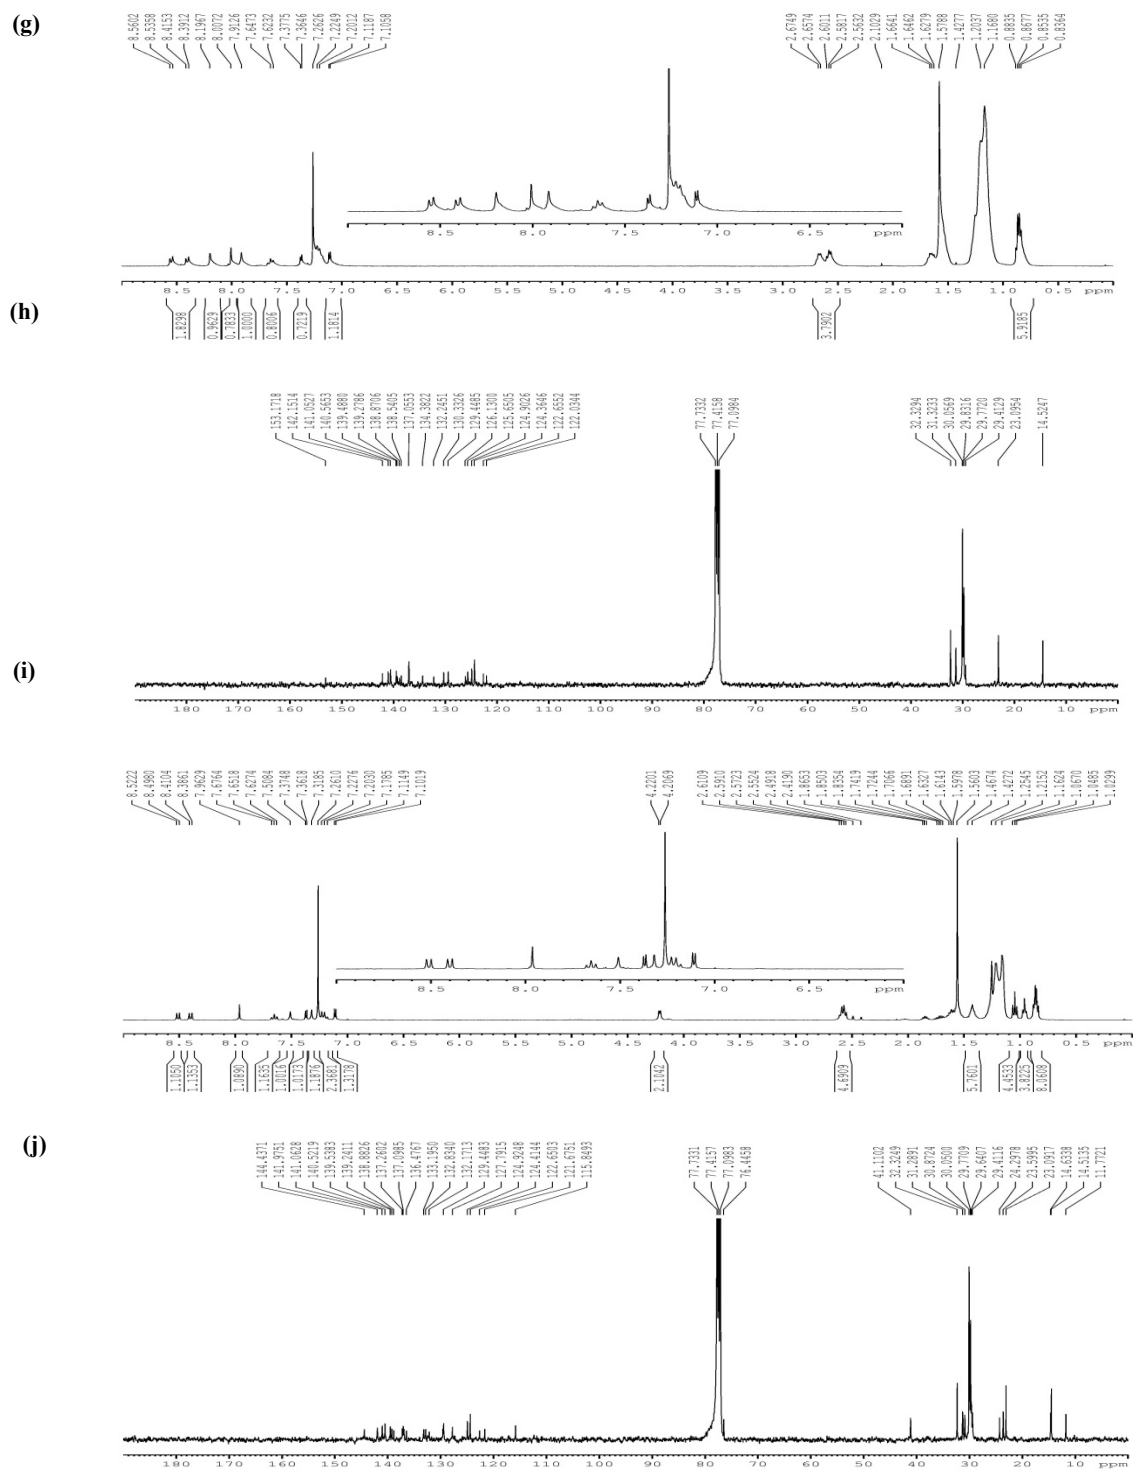 (g)
8.5602 8.5358 8.4153 8.3912 8.1967 8.0072 7.9126 7.6473 7.6232 7.3775 7.3646 7.2626 7.2249 7.2012 7.1187 7.1058
2.6749 2.6574 2.6011 2.5817 2.5632 2.1029 1.6641 1.6462 1.6279 1.5788 1.4277 1.2037 1.1680 0.8835 0.8677 0.8535 0.8364
8.5 8.0 7.5 7.0 6.5 ppm
8.5 8.0 7.5 7.0 6.5 6.0 5.5 5.0 4.5 4.0 3.5 3.0 2.5 2.0 1.5 1.0 0.5 ppm
(h)
1.8298 0.9629 0.7833 1.0000 0.8006 0.7219 1.1814 3.7902 5.9185
153.1718 142.1514 141.0527 140.5653 139.4880 139.2786 138.8706 138.5405 137.0553 134.3822 132.2451 130.3326 129.4485 126.1300 125.6505 124.9026 124.3646 122.6552 122.0344
77.7332 77.4158 77.0984
32.3294 31.3233 30.0569 29.8316 29.7720 29.4129 23.0954 14.5247
(i)
180 170 160 150 140 130 120 110 100 90 80 70 60 50 40 30 20 10 ppm
8.5222 8.4980 8.4104 8.3861 7.9629 7.6764 7.6518 7.6274 7.5084 7.3748 7.3618 7.3185 7.2610 7.2276 7.2030 7.1785 7.1149 7.1019
4.2201 4.2069
2.6109 2.5910 2.5723 2.5524 2.4918 2.4190 1.8653 1.8503 1.8354 1.7419 1.7244 1.7066 1.6891 1.6327 1.6143 1.5978 1.5603 1.4674 1.4272 1.2545 1.2152 1.1624 1.0670 1.0485 1.0299
8.5 8.0 7.5 7.0 6.5 ppm
8.5 8.0 7.5 7.0 6.5 6.0 5.5 5.0 4.5 4.0 3.5 3.0 2.5 2.0 1.5 1.0 0.5 ppm
1.1050 1.1353 1.0890 1.1635 1.0016 1.0173 1.1876 2.3681 1.3178 2.1042 4.6909 5.7601 4.4533 3.8225 8.0608
(j)
144.4371 141.9751 141.0628 140.5219 139.5383 139.2411 138.8826 137.2602 137.0985 136.4767 133.1950 132.8340 132.1713 129.4483 127.7915 124.9248 124.4144 122.6503 121.6751 115.8493
77.7331 77.4157 77.0983 76.4458
41.1102 32.3249 31.2891 30.8724 30.0500 29.7709 29.6407 29.4116 24.2978 23.5995 23.0917 14.6338 14.5135 11.7721
180 170 160 150 140 130 120 110 100 90 80 70 60 50 40 30 20 10 ppm